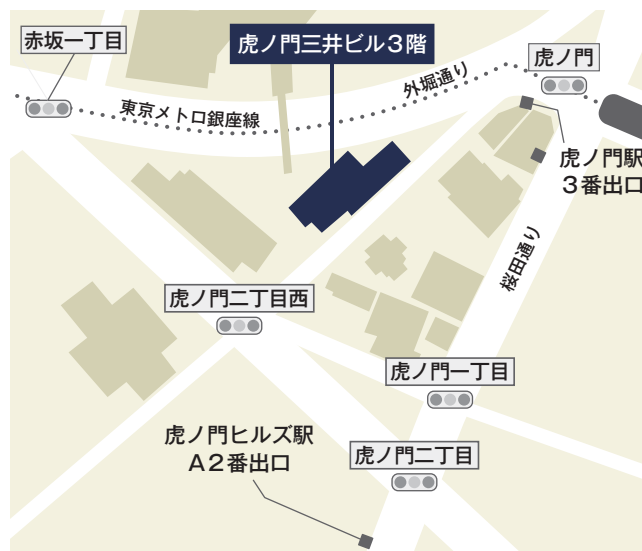 赤坂一丁目
虎ノ門三井ビル3階
虎ノ門
外堀通り
東京メトロ銀座線
虎ノ門駅
3番出口
桜田通り
虎ノ門二丁目西
虎ノ門一丁目
虎ノ門ヒルズ駅
A2番出口
虎ノ門二丁目